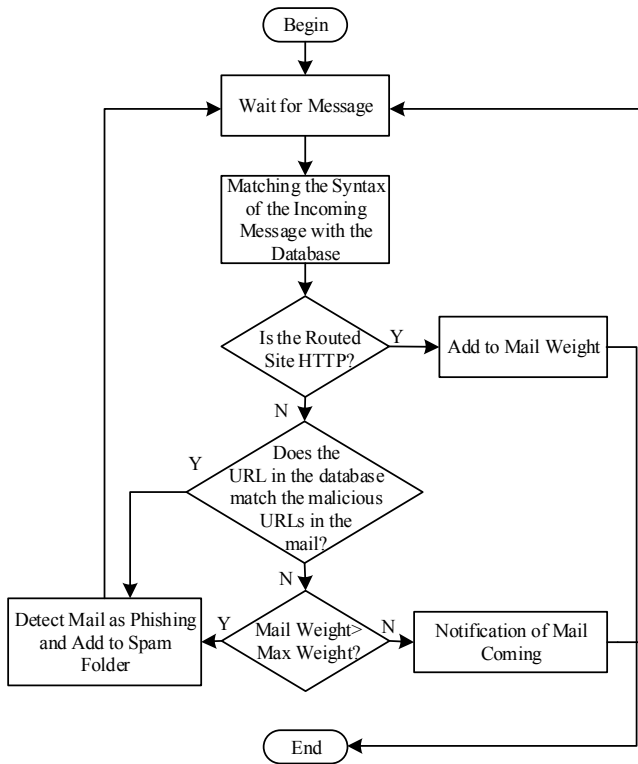 Begin
Wait for Message
Matching the Syntax
of the Incoming
Message with the
Database
Is the Routed
Site HTTP?
Y
Add to Mail Weight
N
Does the
URL in the database
match the malicious
URLs in the
mail?
Y
N
Detect Mail as Phishing
and Add to Spam
Folder
Y
Mail Weight>
Max Weight?
N
Notification of Mail
Coming
End